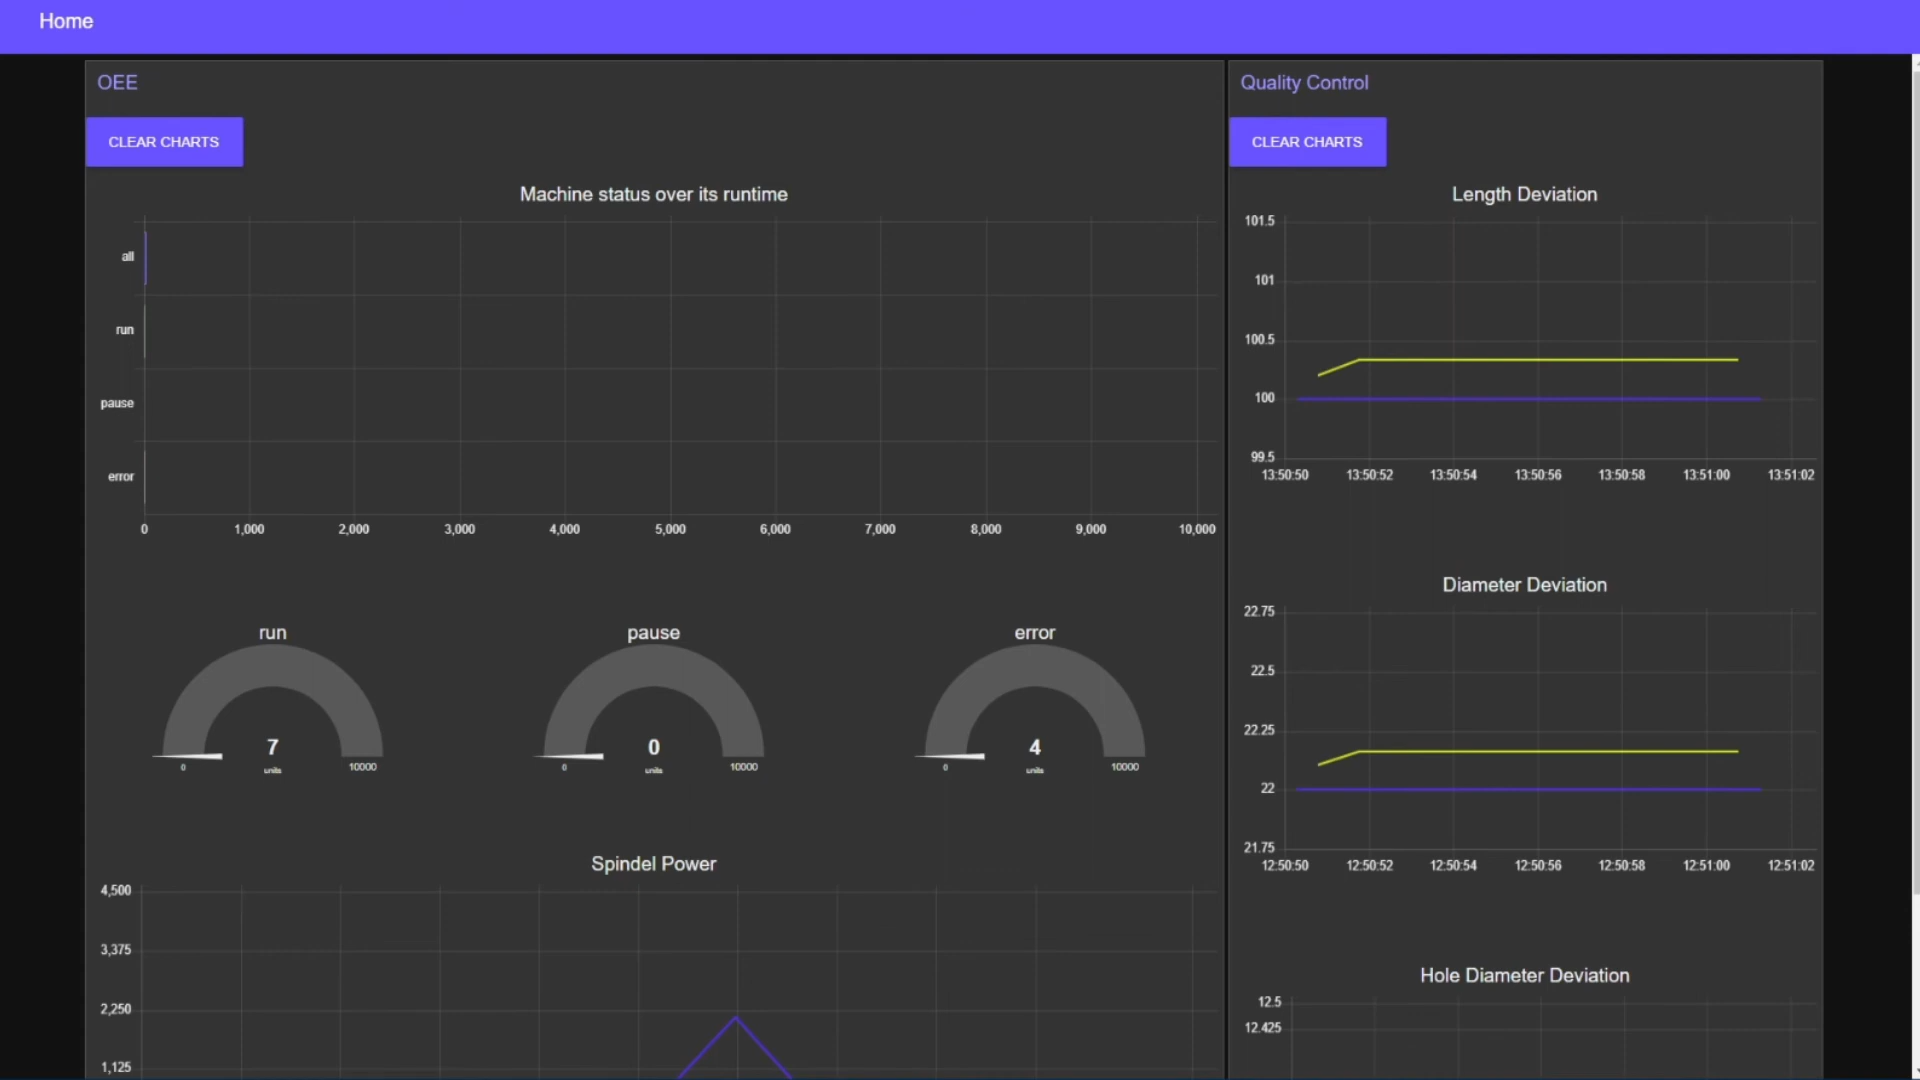 Home
OEE
CLEAR CHARTS
Machine status over its runtime
all
run
pause
error
0 1,000 2,000 3,000 4,000 5,000 6,000 7,000 8,000 9,000 10,000
run
7
units
0 10000
pause
0
units
0 10000
error
4
units
0 10000
Spindel Power
4,500
3,375
2,250
1,125
Quality Control
CLEAR CHARTS
Length Deviation
101.5
101
100.5
100
99.5
13:50:50 13:50:52 13:50:54 13:50:56 13:50:58 13:51:00 13:51:02
Diameter Deviation
22.75
22.5
22.25
22
21.75
12:50:50 12:50:52 12:50:54 12:50:56 12:50:58 12:51:00 12:51:02
Hole Diameter Deviation
12.5
12.425